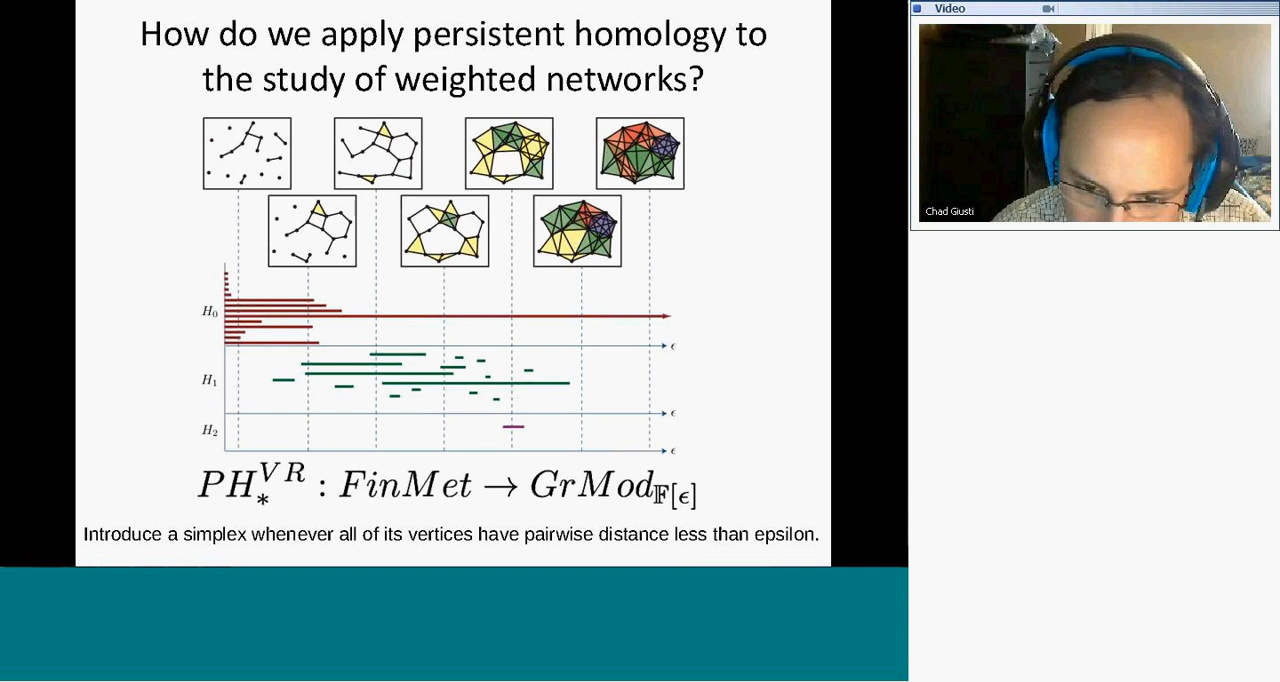 How do we apply persistent homology to
the study of weighted networks?
H₀
ϵ
H₁
ϵ
H₂
ϵ
PH_*^{VR} : FinMet → GrMod_{𝔽[ϵ]}
Introduce a simplex whenever all of its vertices have pairwise distance less than epsilon.
Video
Chad Giusti